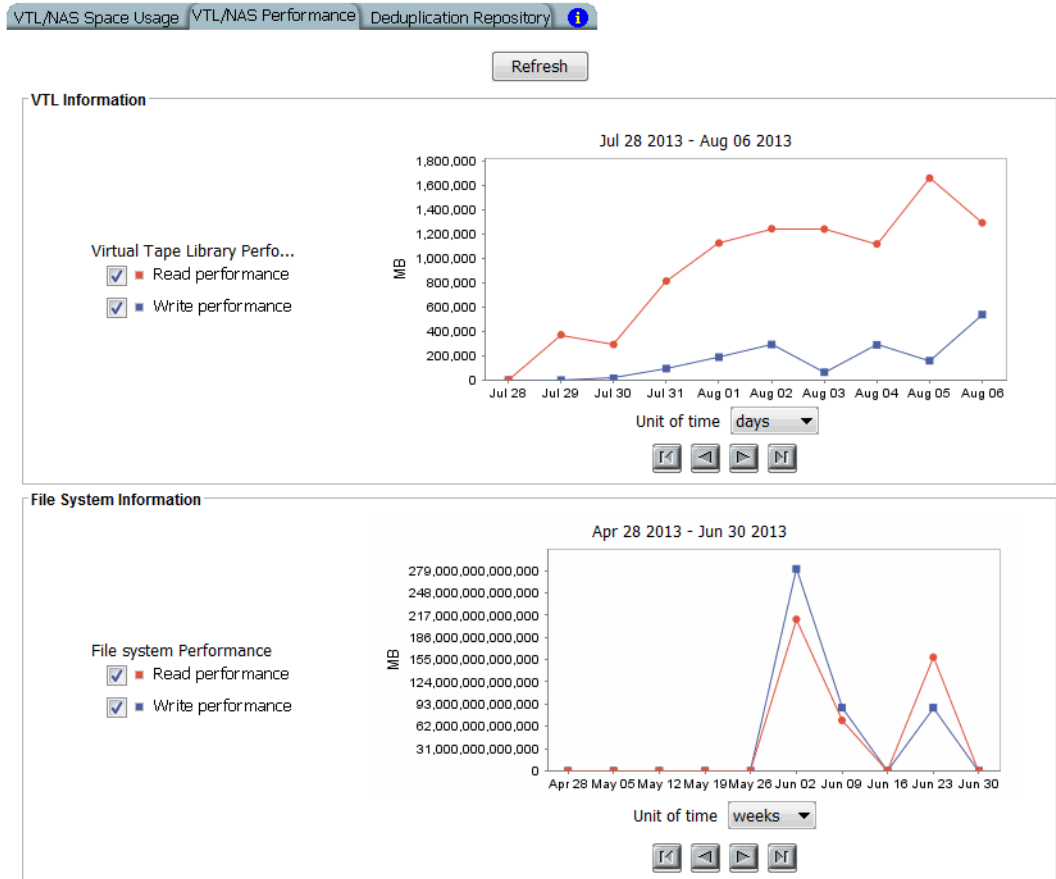 VTL/NAS Space Usage VTL/NAS Performance Deduplication Repository i
Refresh
VTL Information
Jul 28 2013 - Aug 06 2013
1,800,000
1,600,000
1,400,000
1,200,000
1,000,000
800,000
600,000
400,000
200,000
0
MB
Virtual Tape Library Perfo...
Read performance
Write performance
Jul 28 Jul 29 Jul 30 Jul 31 Aug 01 Aug 02 Aug 03 Aug 04 Aug 05 Aug 06
Unit of time days
File System Information
Apr 28 2013 - Jun 30 2013
279,000,000,000,000
248,000,000,000,000
217,000,000,000,000
186,000,000,000,000
155,000,000,000,000
124,000,000,000,000
93,000,000,000,000
62,000,000,000,000
31,000,000,000,000
0
MB
File system Performance
Read performance
Write performance
Apr 28 May 05 May 12 May 19 May 26 Jun 02 Jun 09 Jun 16 Jun 23 Jun 30
Unit of time weeks